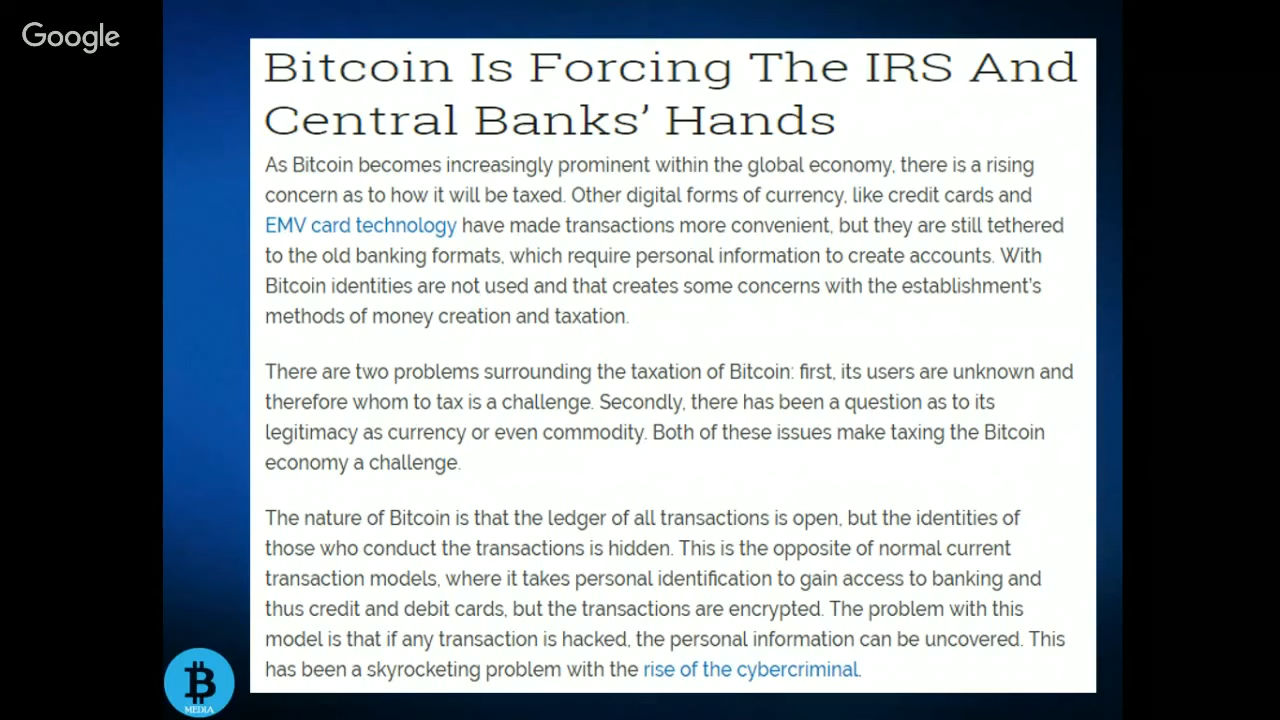 Google
Bitcoin Is Forcing The IRS And
Central Banks’ Hands
As Bitcoin becomes increasingly prominent within the global economy, there is a rising
concern as to how it will be taxed. Other digital forms of currency, like credit cards and
EMV card technology have made transactions more convenient, but they are still tethered
to the old banking formats, which require personal information to create accounts. With
Bitcoin identities are not used and that creates some concerns with the establishment's
methods of money creation and taxation.
There are two problems surrounding the taxation of Bitcoin: first, its users are unknown and
therefore whom to tax is a challenge. Secondly, there has been a question as to its
legitimacy as currency or even commodity. Both of these issues make taxing the Bitcoin
economy a challenge.
The nature of Bitcoin is that the ledger of all transactions is open, but the identities of
those who conduct the transactions is hidden. This is the opposite of normal current
transaction models, where it takes personal identification to gain access to banking and
thus credit and debit cards, but the transactions are encrypted. The problem with this
model is that if any transaction is hacked, the personal information can be uncovered. This
has been a skyrocketing problem with the rise of the cybercriminal.
MEDIA